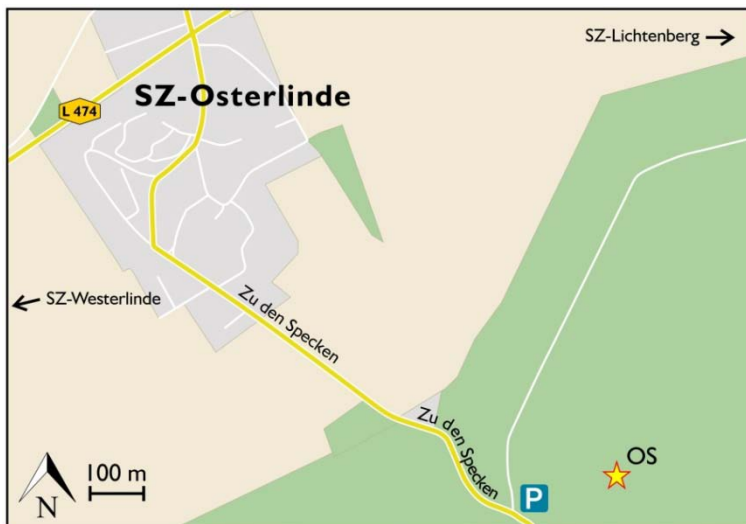 SZ-Lichtenberg
SZ-Osterlinde
L 474
SZ-Westerlinde
Zu den Specken
Zu den Specken
OS
100 m
N
P